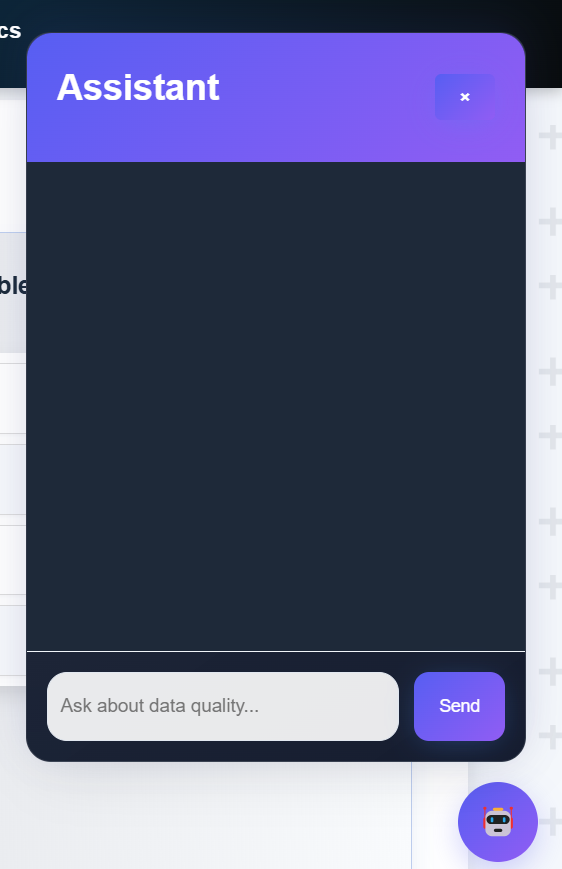 cs
Assistant
×
ble
Ask about data quality...
Send